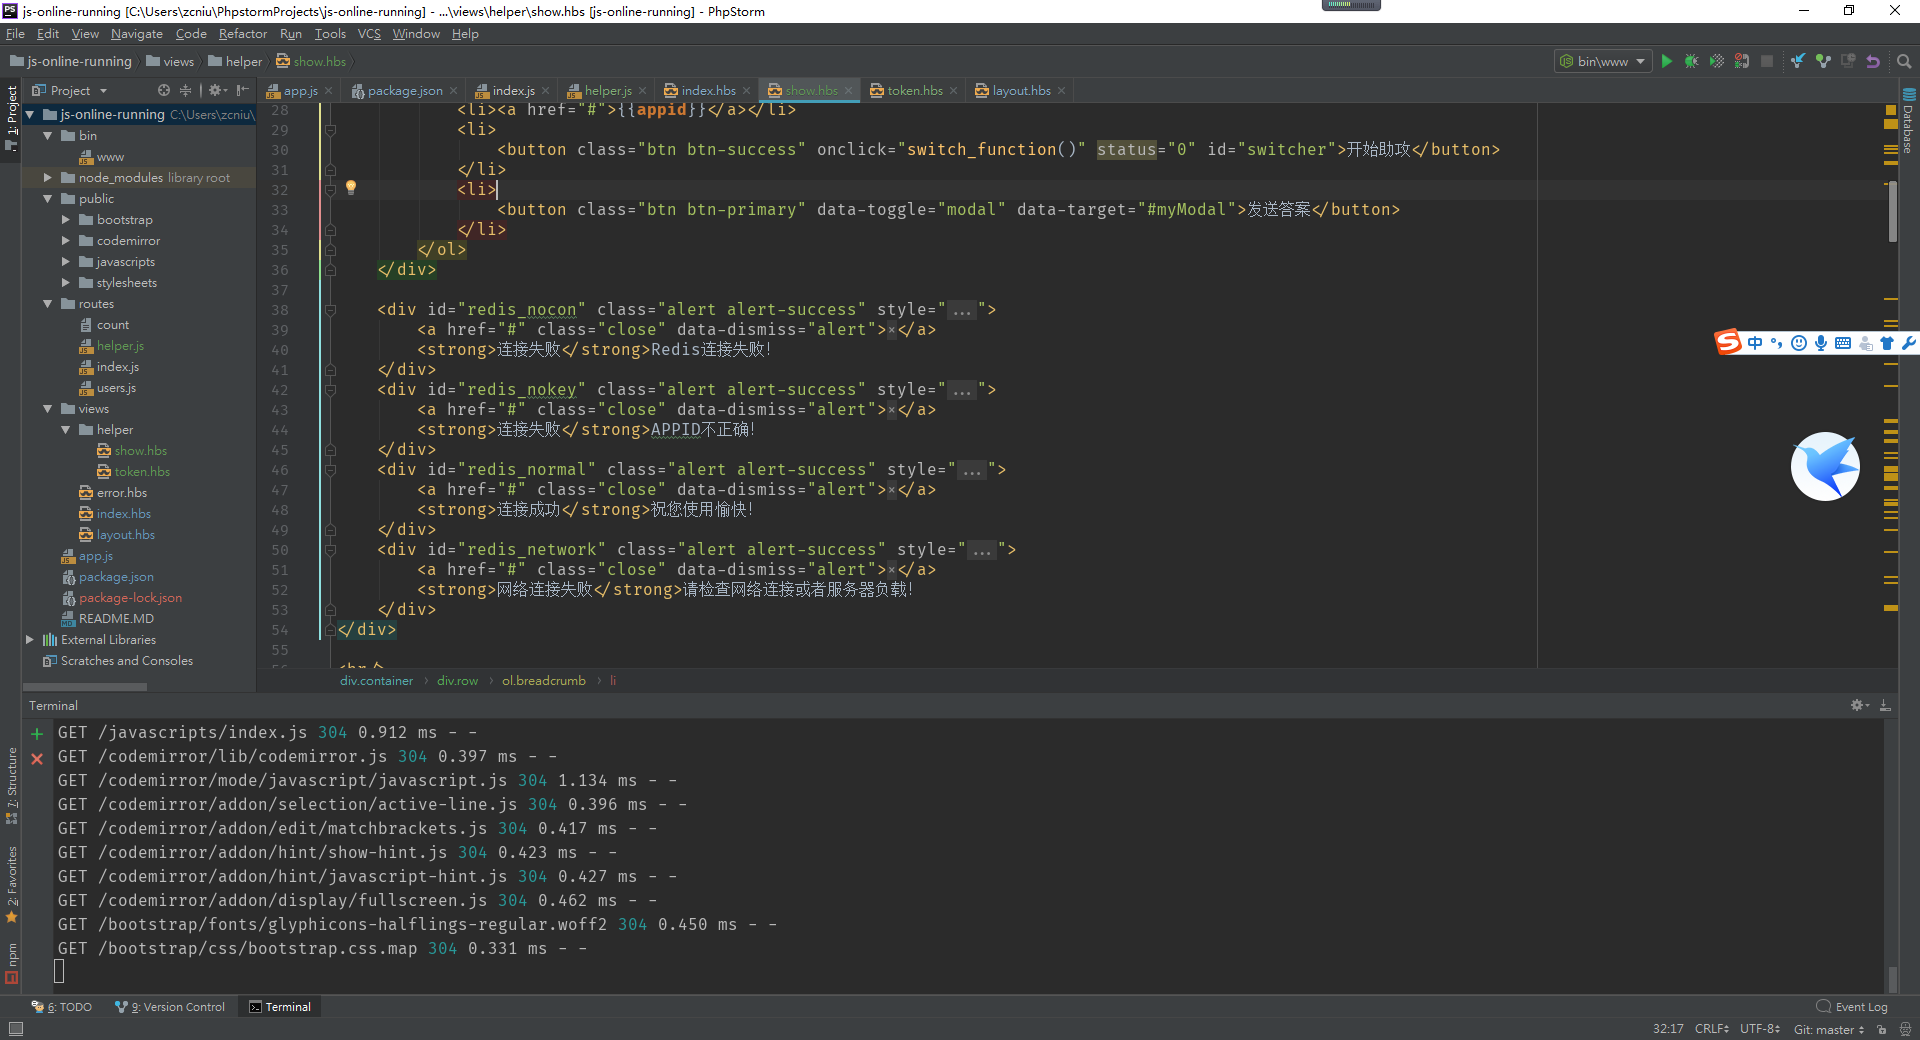 js-online-running [C:\Users\zcniu\PhpstormProjects\js-online-running] - ...\views\helper\show.hbs [js-online-running] - PhpStorm
File Edit View Navigate Code Refactor Run Tools VCS Window Help
js-online-running views helper show.hbs bin\www
Project app.js package.json index.js helper.js index.hbs show.hbs token.hbs layout.hbs
1: Project
Database
js-online-running C:\Users\zcniu\
bin
www
node_modules library root
public
bootstrap
codemirror
javascripts
stylesheets
routes
count
helper.js
index.js
users.js
views
helper
show.hbs
token.hbs
error.hbs
index.hbs
layout.hbs
app.js
package.json
package-lock.json
README.MD
External Libraries
Scratches and Consoles
28 <li><a href="#">{{appid}}</a></li>
29 <li>
30 <button class="btn btn-success" onclick="switch_function()" status="0" id="switcher">开始助攻</button>
31 </li>
32 <li>
33 <button class="btn btn-primary" data-toggle="modal" data-target="#myModal">发送答案</button>
34 </li>
35 </ol>
36 </div>
37
38 <div id="redis_nocon" class="alert alert-success" style="...">
39 <a href="#" class="close" data-dismiss="alert">×</a>
40 <strong>连接失败</strong>Redis连接失败!
41 </div>
42 <div id="redis_nokey" class="alert alert-success" style="...">
43 <a href="#" class="close" data-dismiss="alert">×</a>
44 <strong>连接失败</strong>APPID不正确!
45 </div>
46 <div id="redis_normal" class="alert alert-success" style="...">
47 <a href="#" class="close" data-dismiss="alert">×</a>
48 <strong>连接成功</strong>祝您使用愉快!
49 </div>
50 <div id="redis_network" class="alert alert-success" style="...">
51 <a href="#" class="close" data-dismiss="alert">×</a>
52 <strong>网络连接失败</strong>请检查网络连接或者服务器负载!
53 </div>
54 </div>
55
中
div.container div.row ol.breadcrumb li
Terminal
GET /javascripts/index.js 304 0.912 ms - -
GET /codemirror/lib/codemirror.js 304 0.397 ms - -
GET /codemirror/mode/javascript/javascript.js 304 1.134 ms - -
GET /codemirror/addon/selection/active-line.js 304 0.396 ms - -
GET /codemirror/addon/edit/matchbrackets.js 304 0.417 ms - -
GET /codemirror/addon/hint/show-hint.js 304 0.423 ms - -
GET /codemirror/addon/hint/javascript-hint.js 304 0.427 ms - -
GET /codemirror/addon/display/fullscreen.js 304 0.462 ms - -
GET /bootstrap/fonts/glyphicons-halflings-regular.woff2 304 0.450 ms - -
GET /bootstrap/css/bootstrap.css.map 304 0.331 ms - -
7: Structure
2: Favorites
npm
6: TODO 9: Version Control Terminal Event Log
32:17 CRLF UTF-8 Git: master